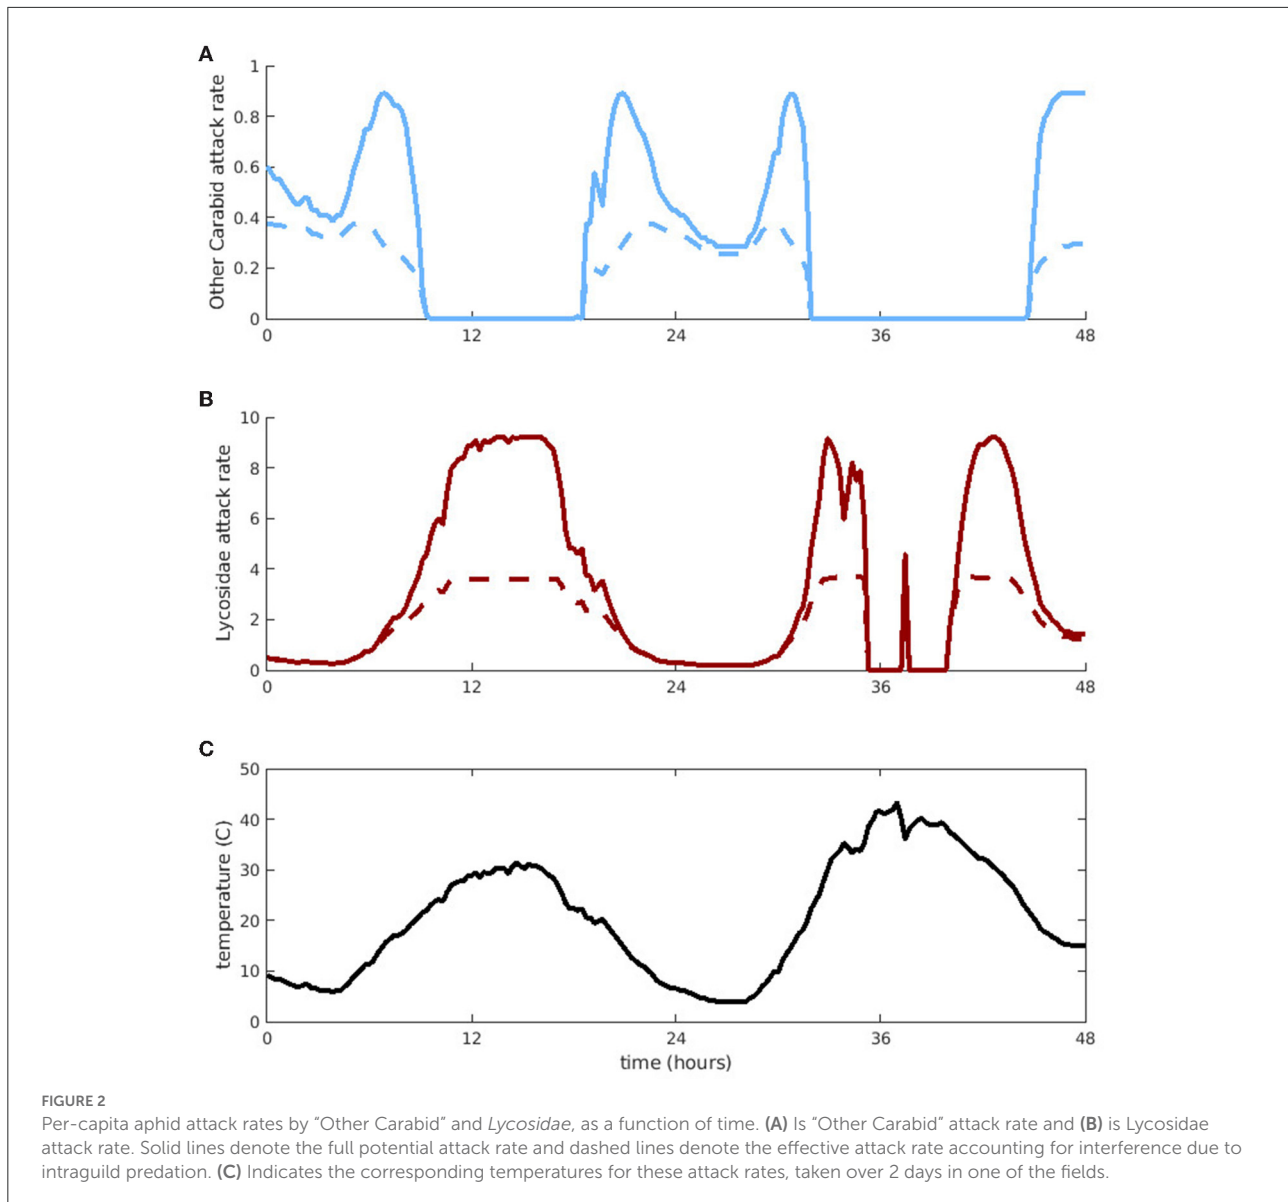 A
Other Carabid attack rate
1
0.8
0.6
0.4
0.2
0
0 12 24 36 48
B
Lycosidae attack rate
10
8
6
4
2
0
0 12 24 36 48
C
temperature (C)
50
40
30
20
10
0
0 12 24 36 48
time (hours)
FIGURE 2
Per-capita aphid attack rates by “Other Carabid” and Lycosidae, as a function of time. (A) Is “Other Carabid” attack rate and (B) is Lycosidae
attack rate. Solid lines denote the full potential attack rate and dashed lines denote the effective attack rate accounting for interference due to
intraguild predation. (C) Indicates the corresponding temperatures for these attack rates, taken over 2 days in one of the fields.